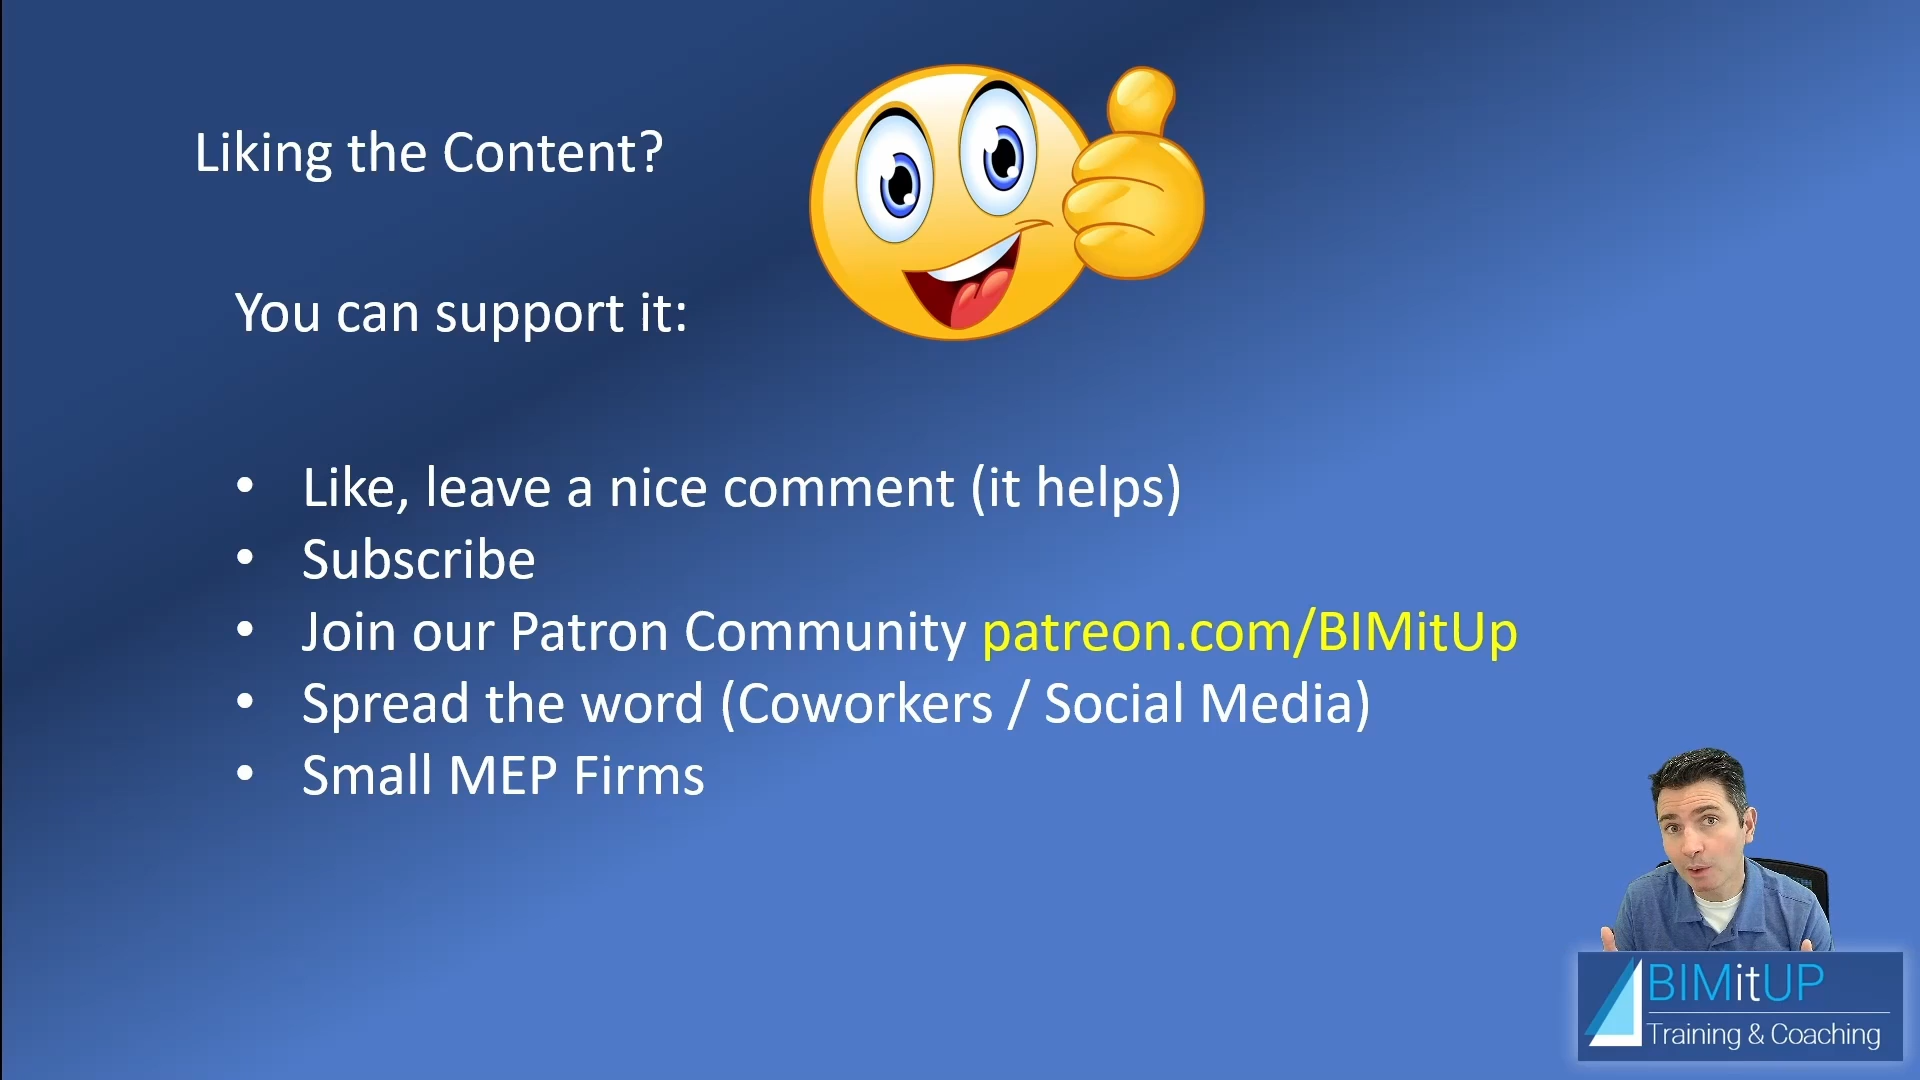 Liking the Content?
You can support it:
• Like, leave a nice comment (it helps)
• Subscribe
• Join our Patron Community patreon.com/BIMitUp
• Spread the word (Coworkers / Social Media)
• Small MEP Firms
BIMitUP
Training & Coaching